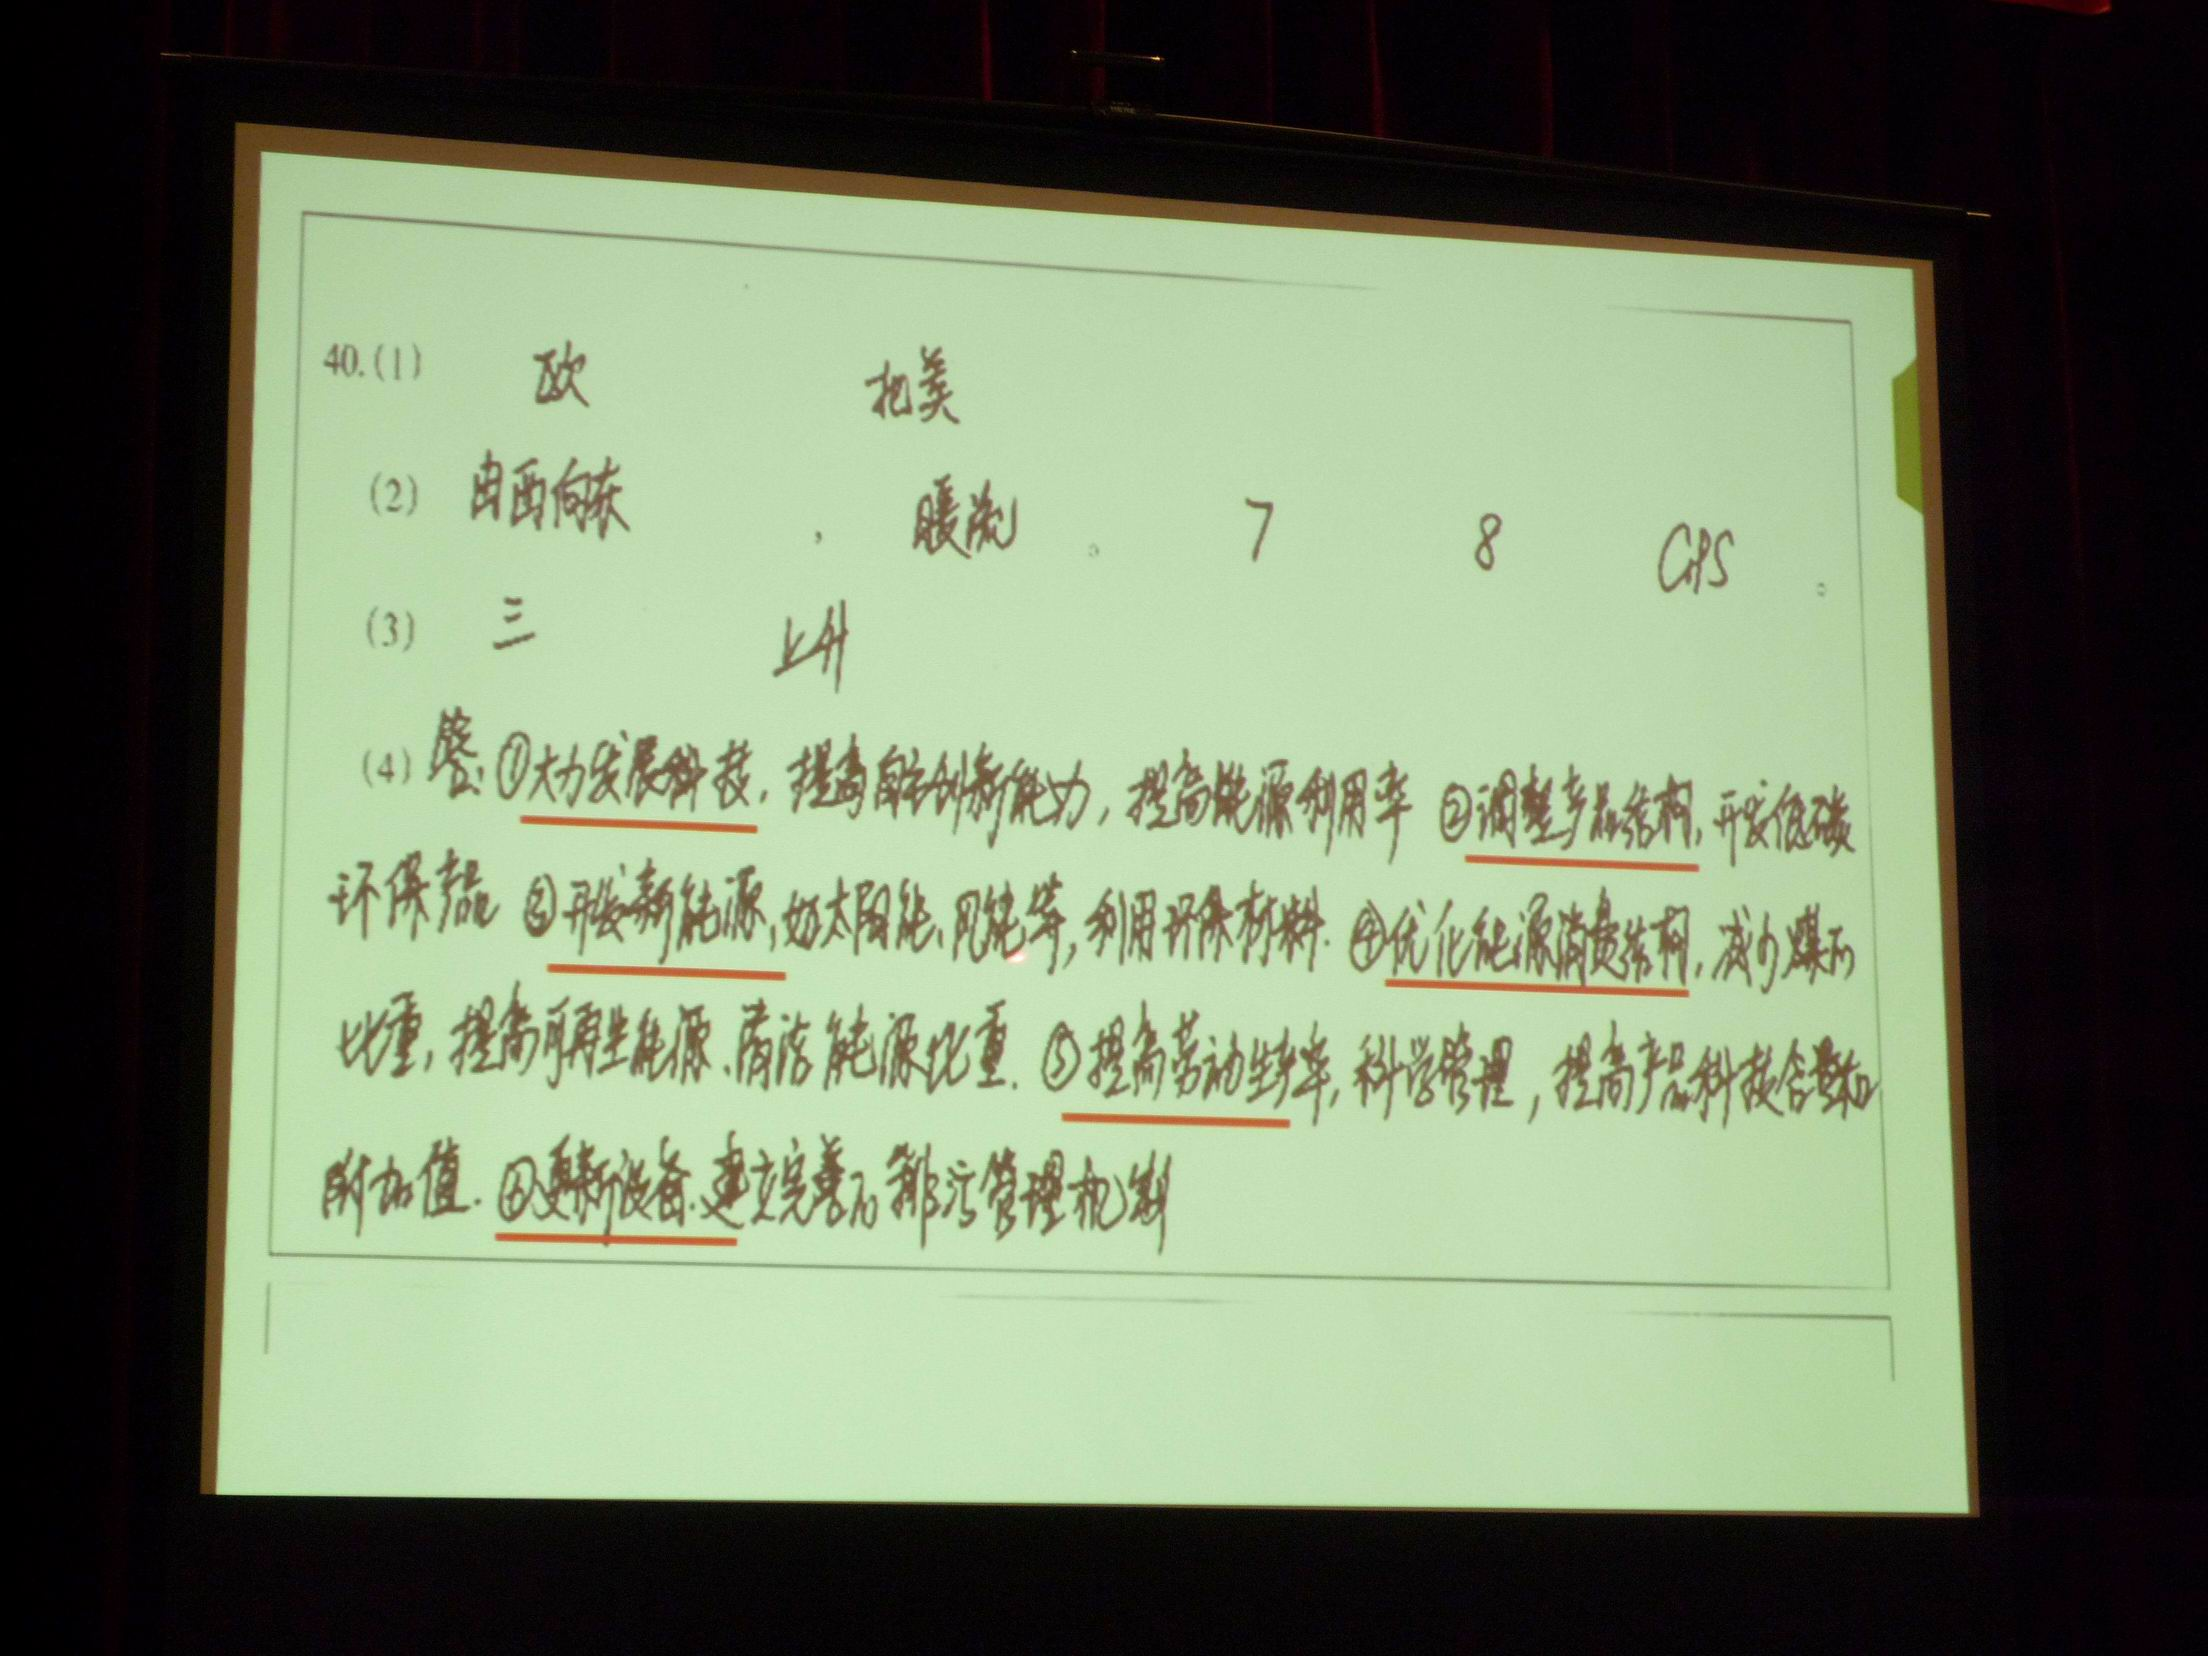 40.(1) 欧 北美
(2) 由西向东 , 暖流 。 7 8 GPS 。
(3) 三 上升
(4) 答:①大力发展科技,提高自主创新能力,提高能源利用率 ②调整产品结构,开发低碳
环保产品 ③开发新能源,如太阳能、风能等,利用环保材料. ④优化能源消费结构,减少煤的
比重,提高可再生能源、清洁能源比重. ⑤提高劳动生产率,科学管理,提高产品科技含量和
附加值. ⑥更新设备.建立完善的排污管理机制